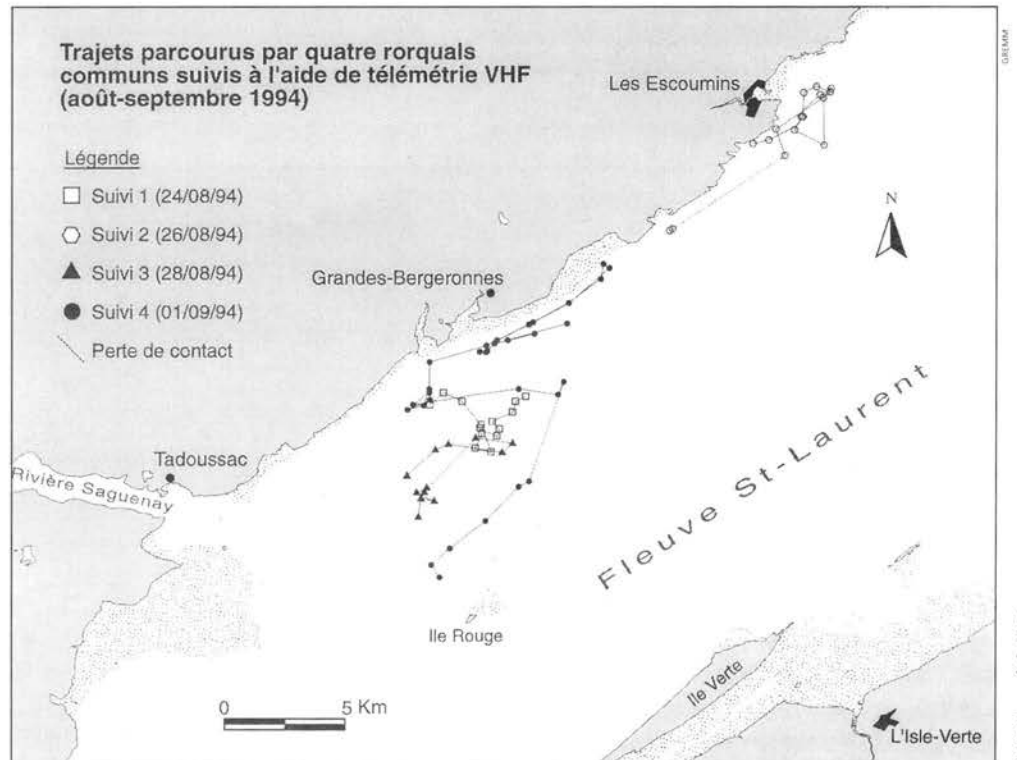 Trajets parcourus par quatre rorquals
communs suivis à l'aide de télémétrie VHF
(août-septembre 1994)
Légende
Suivi 1 (24/08/94)
Suivi 2 (26/08/94)
Suivi 3 (28/08/94)
Suivi 4 (01/09/94)
Perte de contact
Les Escoumins
GREMM
N
Grandes-Bergeronnes
Tadoussac
Rivière Saguenay
Fleuve St-Laurent
Ile Rouge
0 5 Km
Ile Verte
L'Isle-Verte